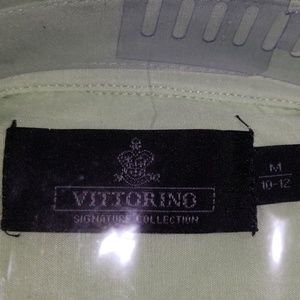 VITTORINO
SIGNATURE COLLECTION
M
10-12